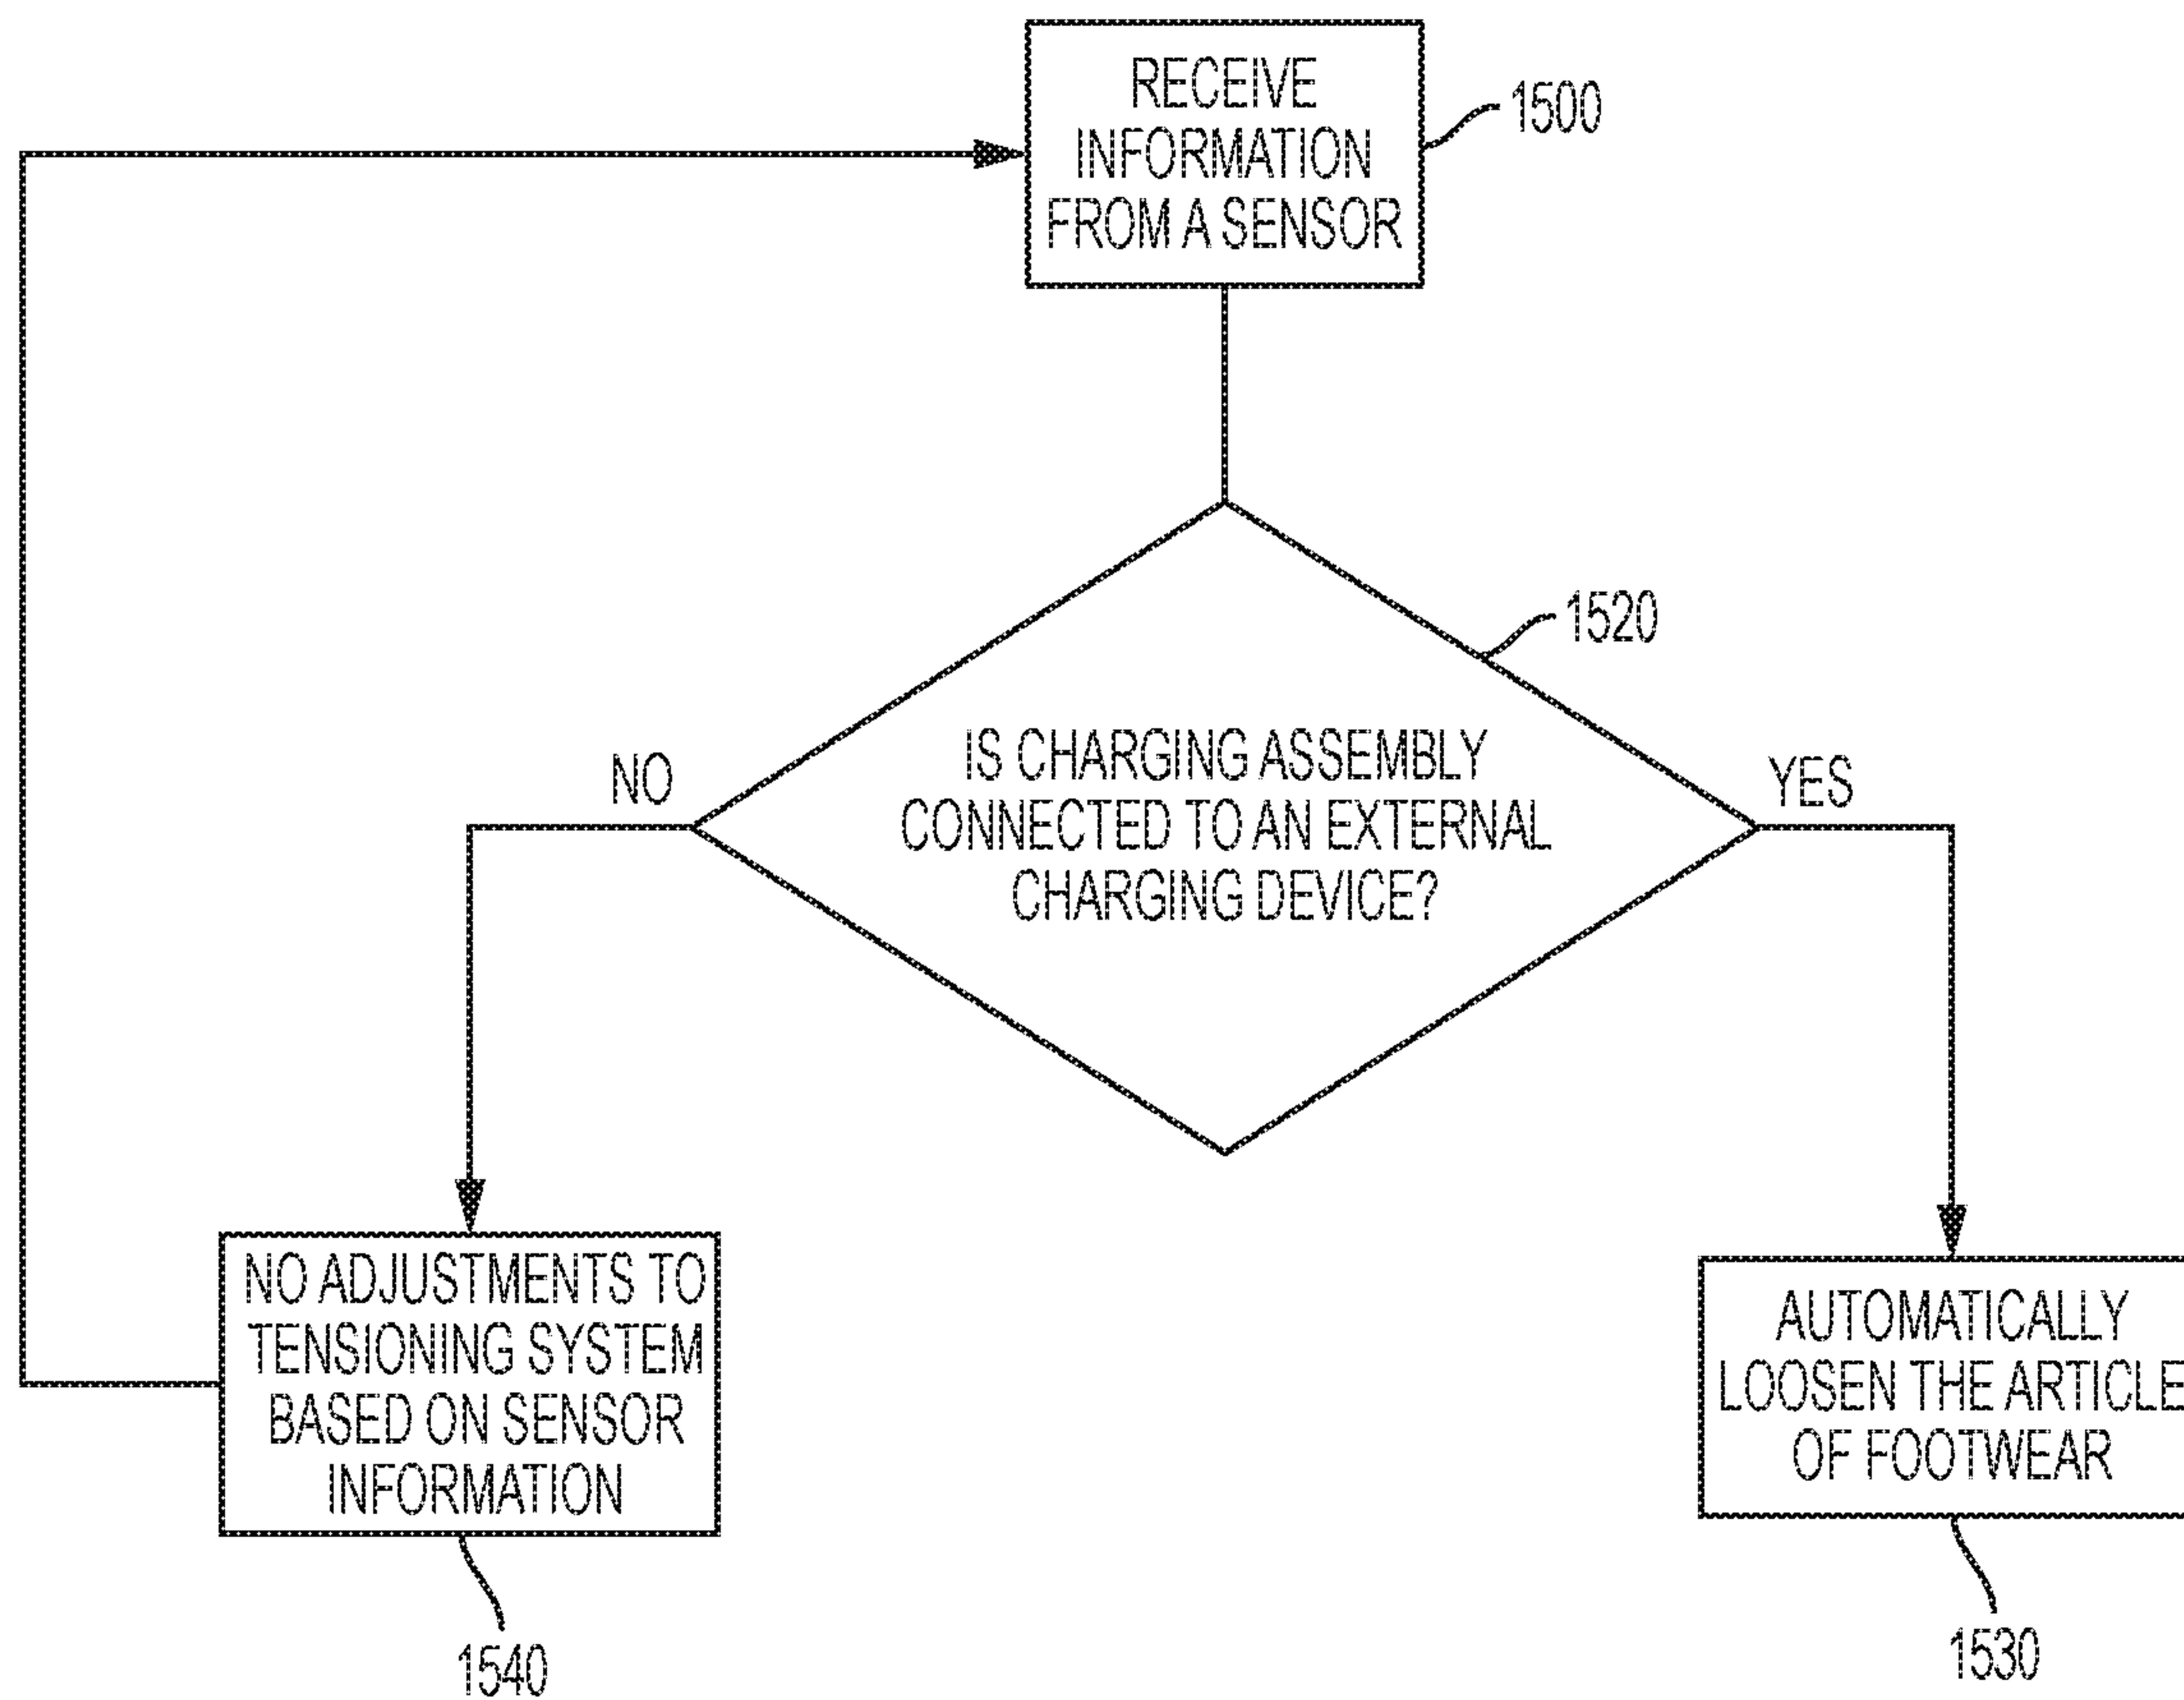 RECEIVE
INFORMATION
FROM A SENSOR
1500
1520
IS CHARGING ASSEMBLY
CONNECTED TO AN EXTERNAL
CHARGING DEVICE?
NO
YES
NO ADJUSTMENTS TO
TENSIONING SYSTEM
BASED ON SENSOR
INFORMATION
1540
AUTOMATICALLY
LOOSEN THE ARTICLE
OF FOOTWEAR
1530